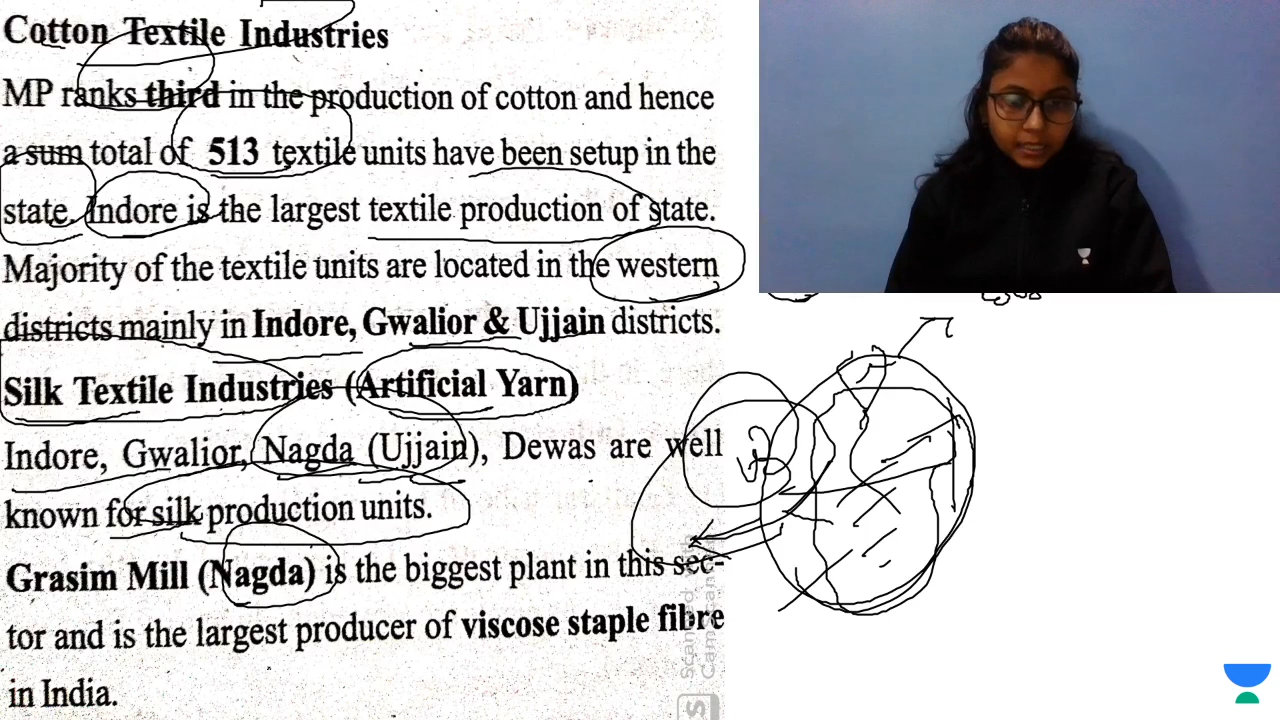 Cotton Textile Industries
MP ranks third in the production of cotton and hence
a sum total of 513 textile units have been setup in the
state. Indore is the largest textile production of state.
Majority of the textile units are located in the western
districts mainly in Indore, Gwalior & Ujjain districts.
Silk Textile Industries (Artificial Yarn)
Indore, Gwalior, Nagda (Ujjain), Dewas are well
known for silk production units.
Grasim Mill (Nagda) is the biggest plant in this sec-
tor and is the largest producer of viscose staple fibre
in India.